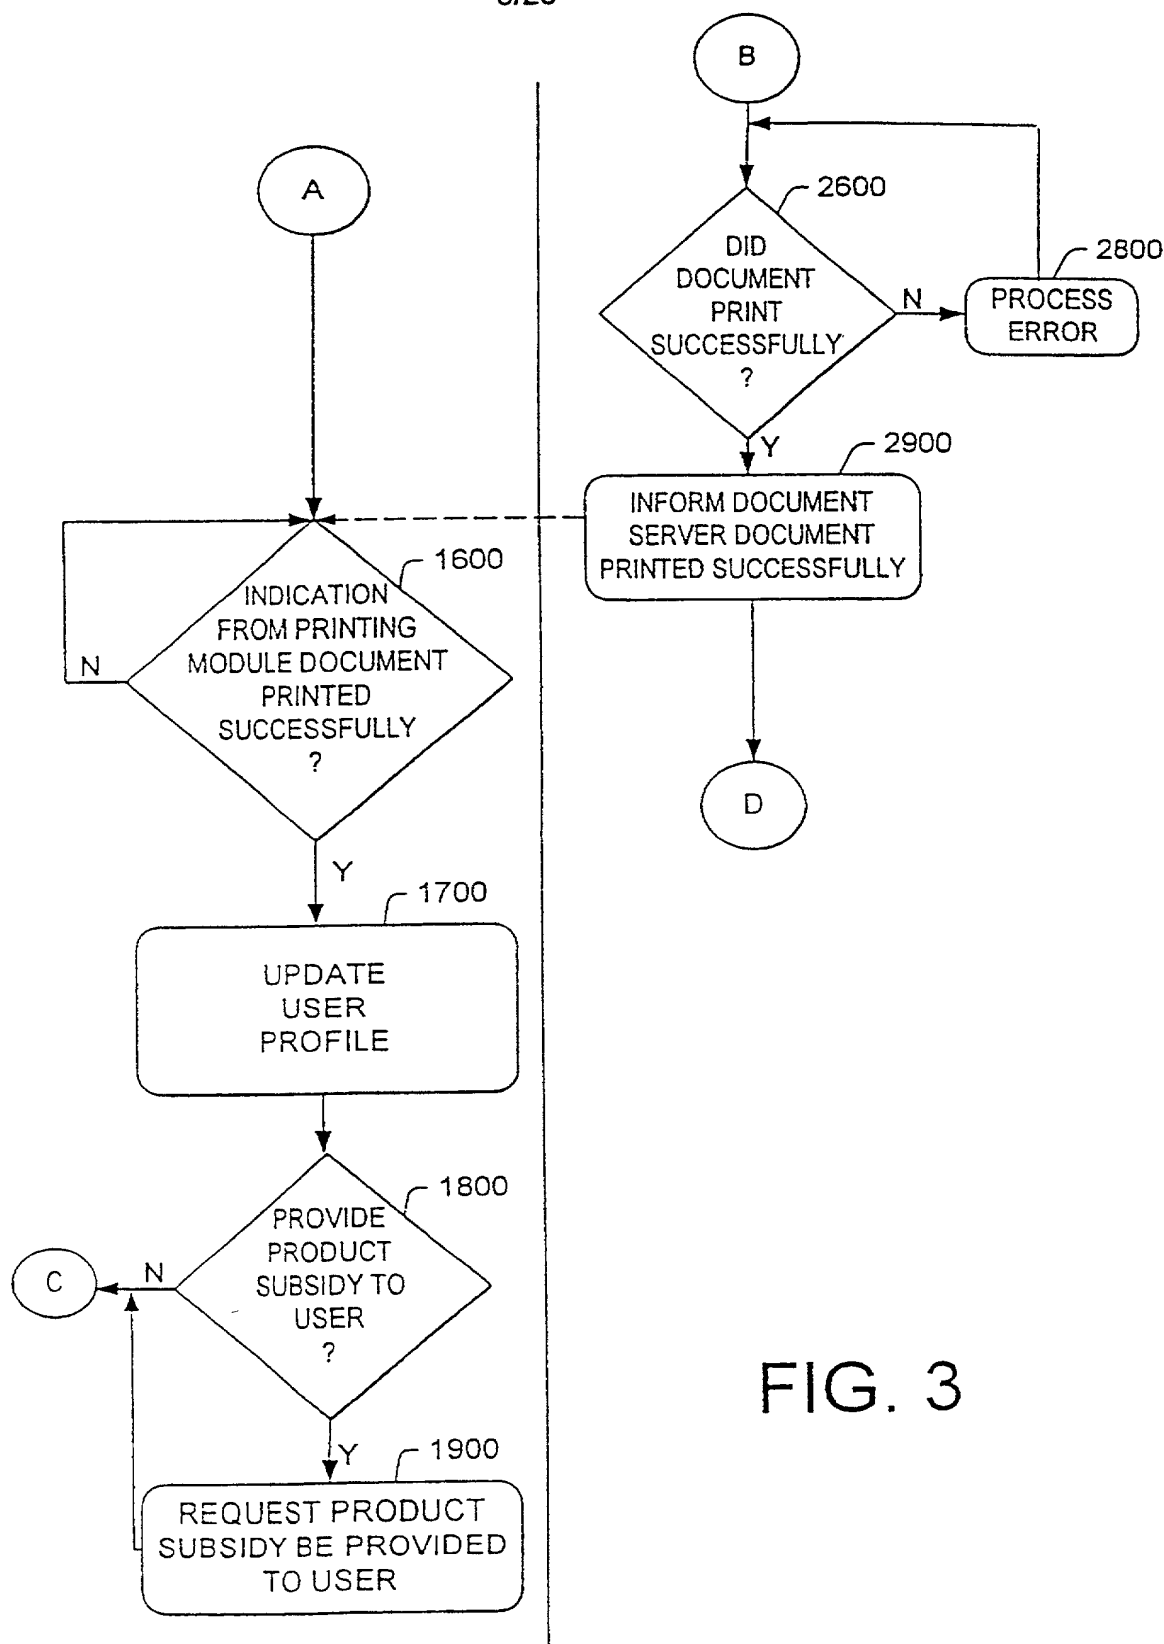 B
A
2600
DID
DOCUMENT
PRINT
SUCCESSFULLY
?
N
2800
PROCESS
ERROR
Y
2900
INFORM DOCUMENT
SERVER DOCUMENT
PRINTED SUCCESSFULLY
D
1600
INDICATION
FROM PRINTING
MODULE DOCUMENT
PRINTED
SUCCESSFULLY
?
N
Y
1700
UPDATE
USER
PROFILE
1800
PROVIDE
PRODUCT
SUBSIDY TO
USER
?
N
C
Y
1900
REQUEST PRODUCT
SUBSIDY BE PROVIDED
TO USER
FIG. 3